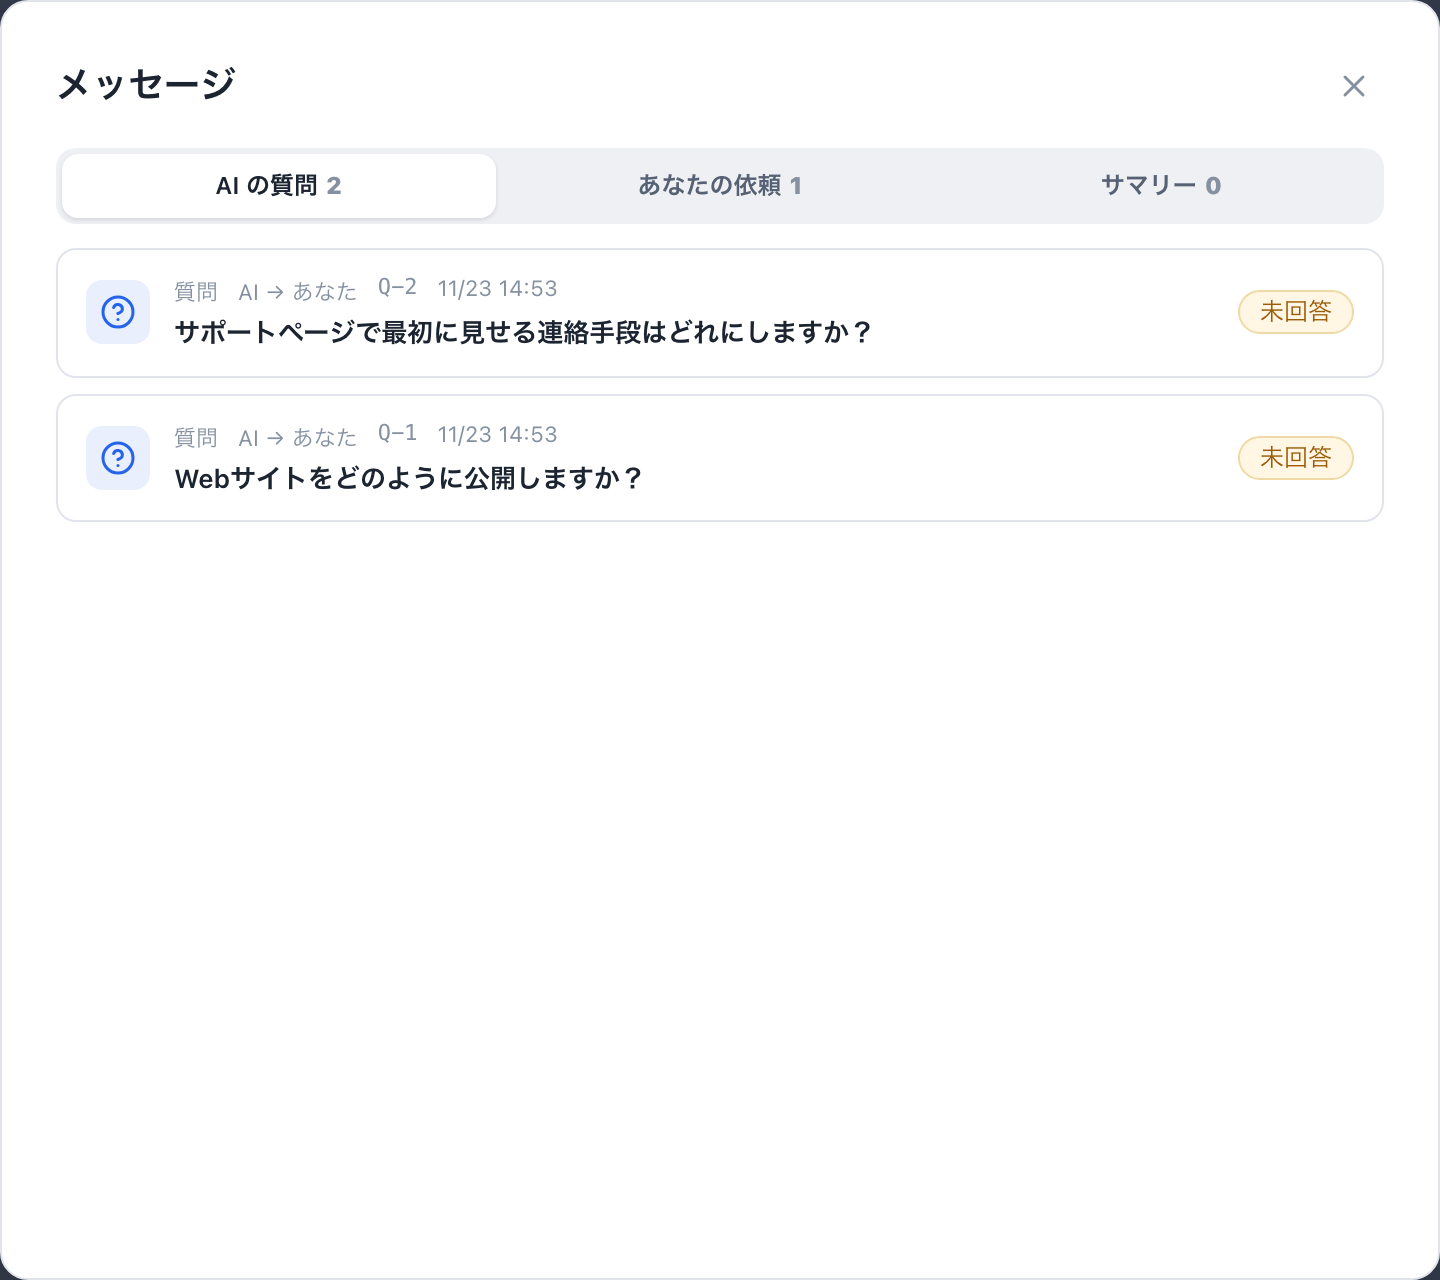 メッセージ
AI の質問 2
あなたの依頼 1
サマリー 0
質問 AI → あなた Q-2 11/23 14:53
サポートページで最初に見せる連絡手段はどれにしますか？
未回答
質問 AI → あなた Q-1 11/23 14:53
Webサイトをどのように公開しますか？
未回答